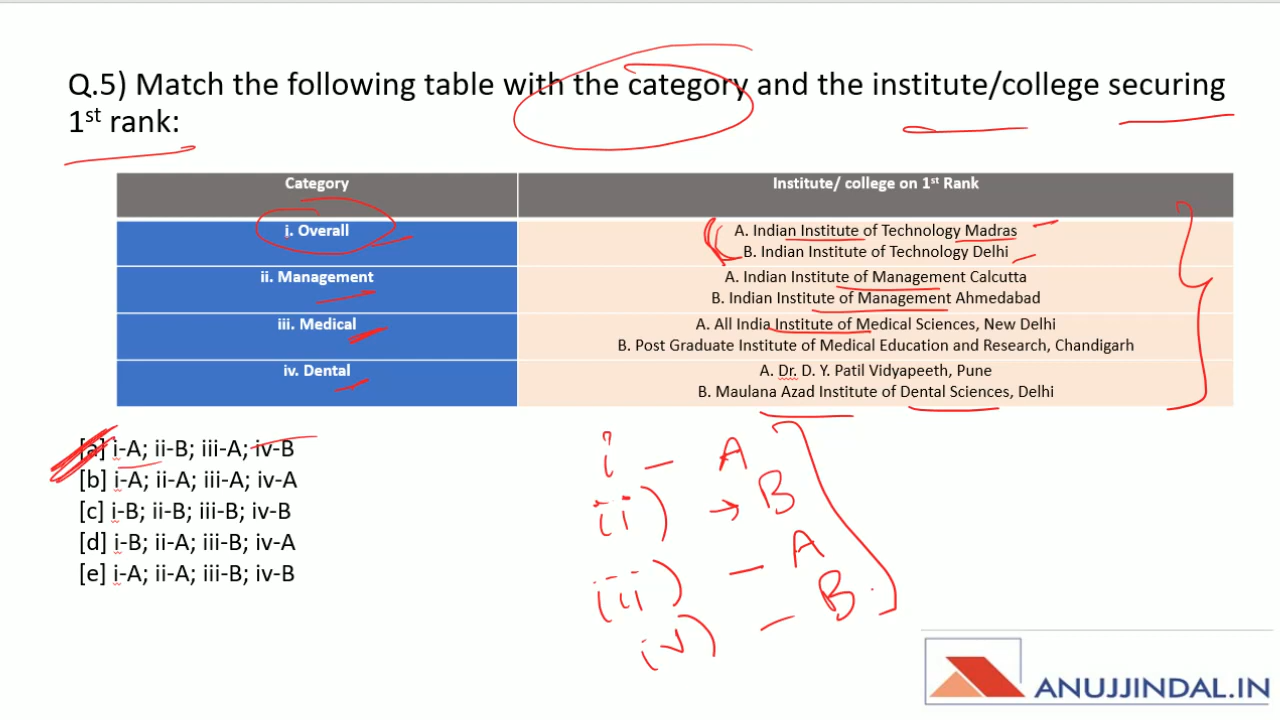 Q.5) Match the following table with the category and the institute/college securing
1st rank:
Category
Institute/ college on 1st Rank
i. Overall
A. Indian Institute of Technology Madras
B. Indian Institute of Technology Delhi
ii. Management
A. Indian Institute of Management Calcutta
B. Indian Institute of Management Ahmedabad
iii. Medical
A. All India Institute of Medical Sciences, New Delhi
B. Post Graduate Institute of Medical Education and Research, Chandigarh
iv. Dental
A. Dr. D. Y. Patil Vidyapeeth, Pune
B. Maulana Azad Institute of Dental Sciences, Delhi
[a] i-A; ii-B; iii-A; iv-B
[b] i-A; ii-A; iii-A; iv-A
[c] i-B; ii-B; iii-B; iv-B
[d] i-B; ii-A; iii-B; iv-A
[e] i-A; ii-A; iii-B; iv-B
i – A
ii) → B
iii) – A
iv) – B
ANUJJINDAL.IN